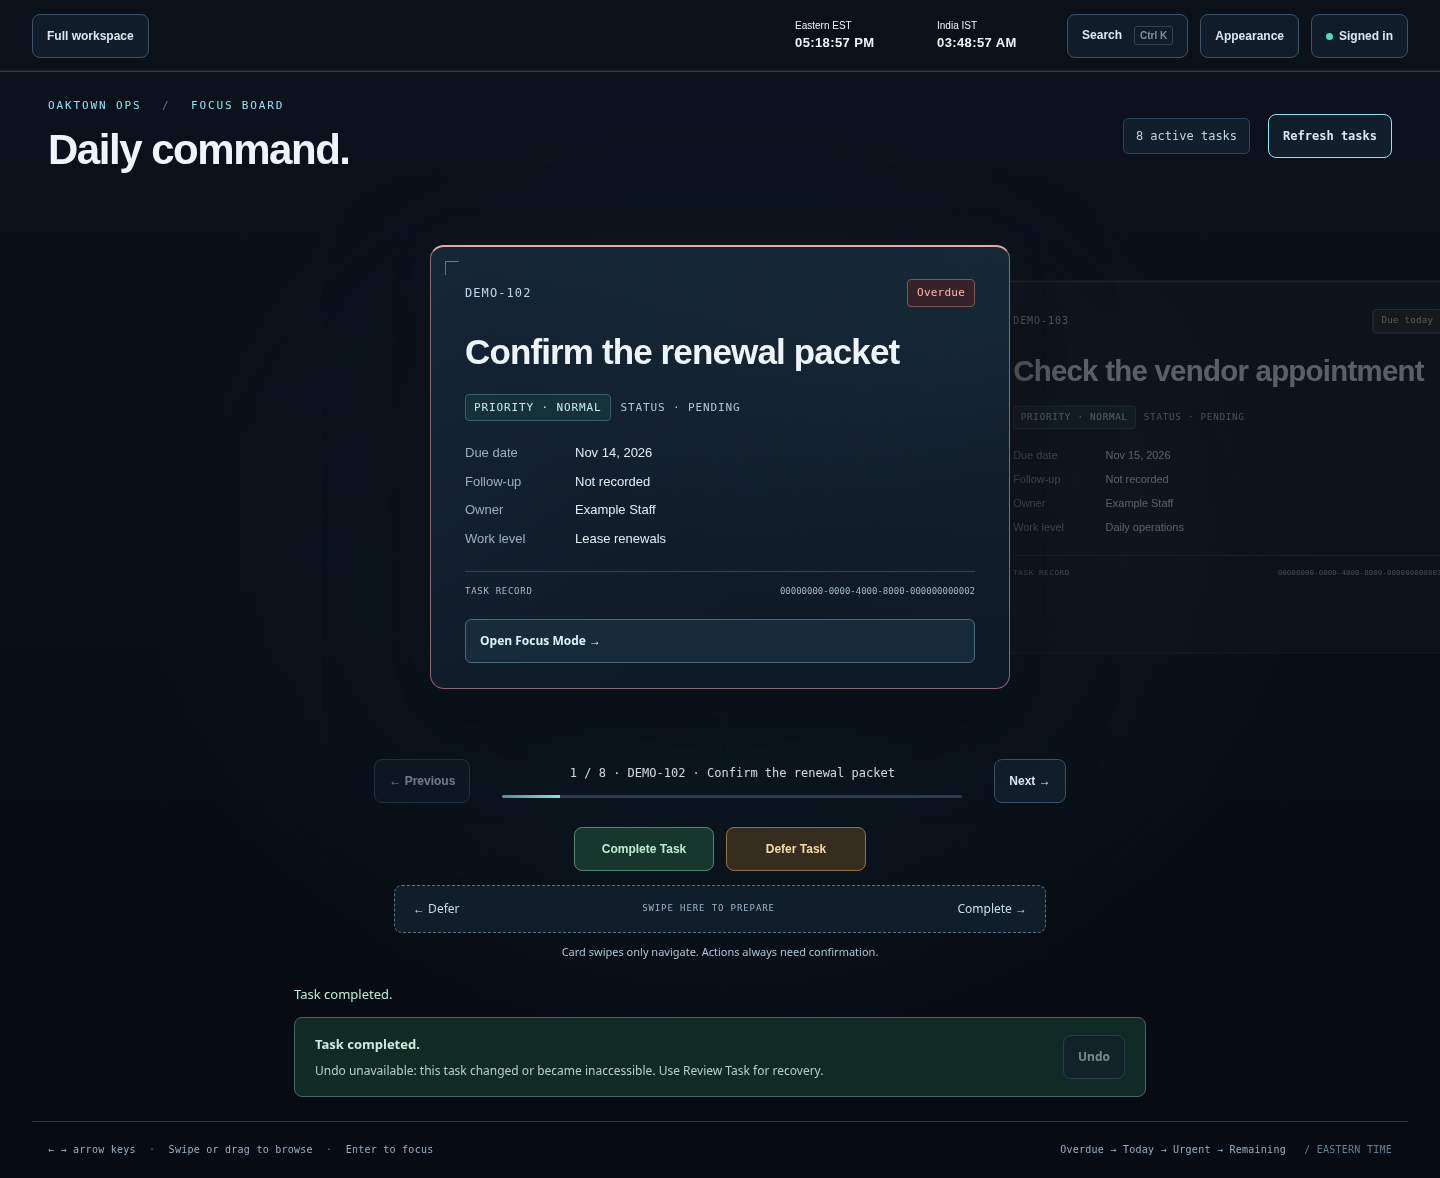 Full workspace
Eastern EST
05:18:57 PM
India IST
03:48:57 AM
Search Ctrl K
Appearance
Signed in
OAKTOWN OPS / FOCUS BOARD
Daily command.
8 active tasks
Refresh tasks
DEMO-102
Overdue
Confirm the renewal packet
PRIORITY · NORMAL STATUS · PENDING
Due date Nov 14, 2026
Follow-up Not recorded
Owner Example Staff
Work level Lease renewals
TASK RECORD 00000000-0000-4000-8000-000000000002
Open Focus Mode →
DEMO-103
Due today
Check the vendor appointment
PRIORITY · NORMAL STATUS · PENDING
Due date Nov 15, 2026
Follow-up Not recorded
Owner Example Staff
Work level Daily operations
TASK RECORD 00000000-0000-4000-8000-000000000003
← Previous
1 / 8 · DEMO-102 · Confirm the renewal packet
Next →
Complete Task
Defer Task
← Defer SWIPE HERE TO PREPARE Complete →
Card swipes only navigate. Actions always need confirmation.
Task completed.
Task completed.
Undo unavailable: this task changed or became inaccessible. Use Review Task for recovery.
Undo
← → arrow keys · Swipe or drag to browse · Enter to focus
Overdue → Today → Urgent → Remaining / EASTERN TIME